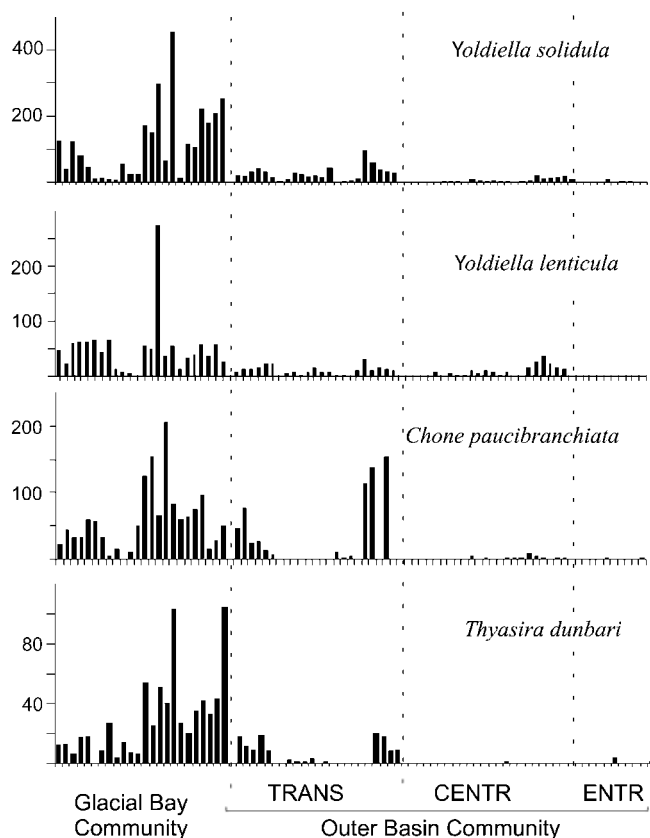 400
Yoldiella solidula
200
Yoldiella lenticula
200
100
Chone paucibranchiata
200
100
Thyasira dunbari
80
40
TRANS CENTR ENTR
Glacial Bay
Community
Outer Basin Community